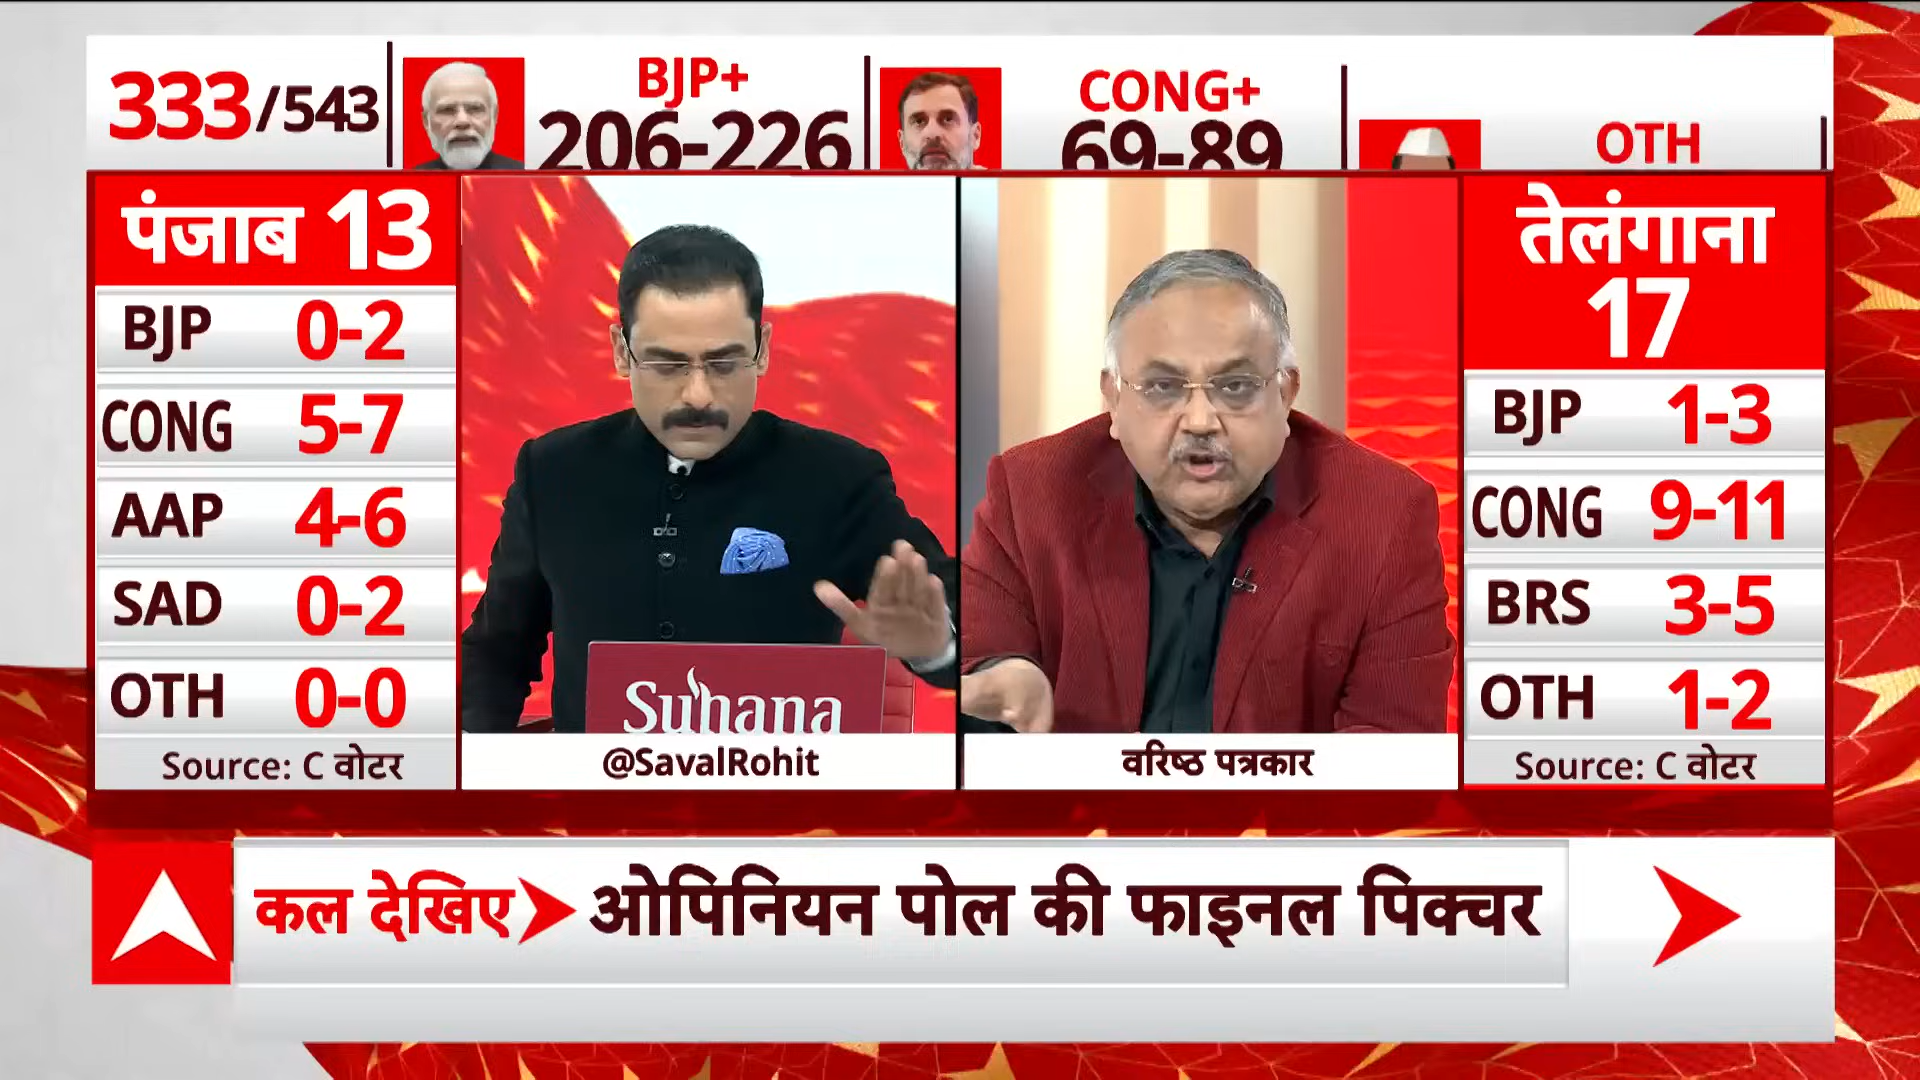 333/543
BJP+
206-226
CONG+
69-89
OTH
पंजाब 13
BJP 0-2
CONG 5-7
AAP 4-6
SAD 0-2
OTH 0-0
Source: C वोटर
Suhana
@SavalRohit
वरिष्ठ पत्रकार
तेलंगाना
17
BJP 1-3
CONG 9-11
BRS 3-5
OTH 1-2
Source: C वोटर
कल देखिए ओपिनियन पोल की फाइनल पिक्चर